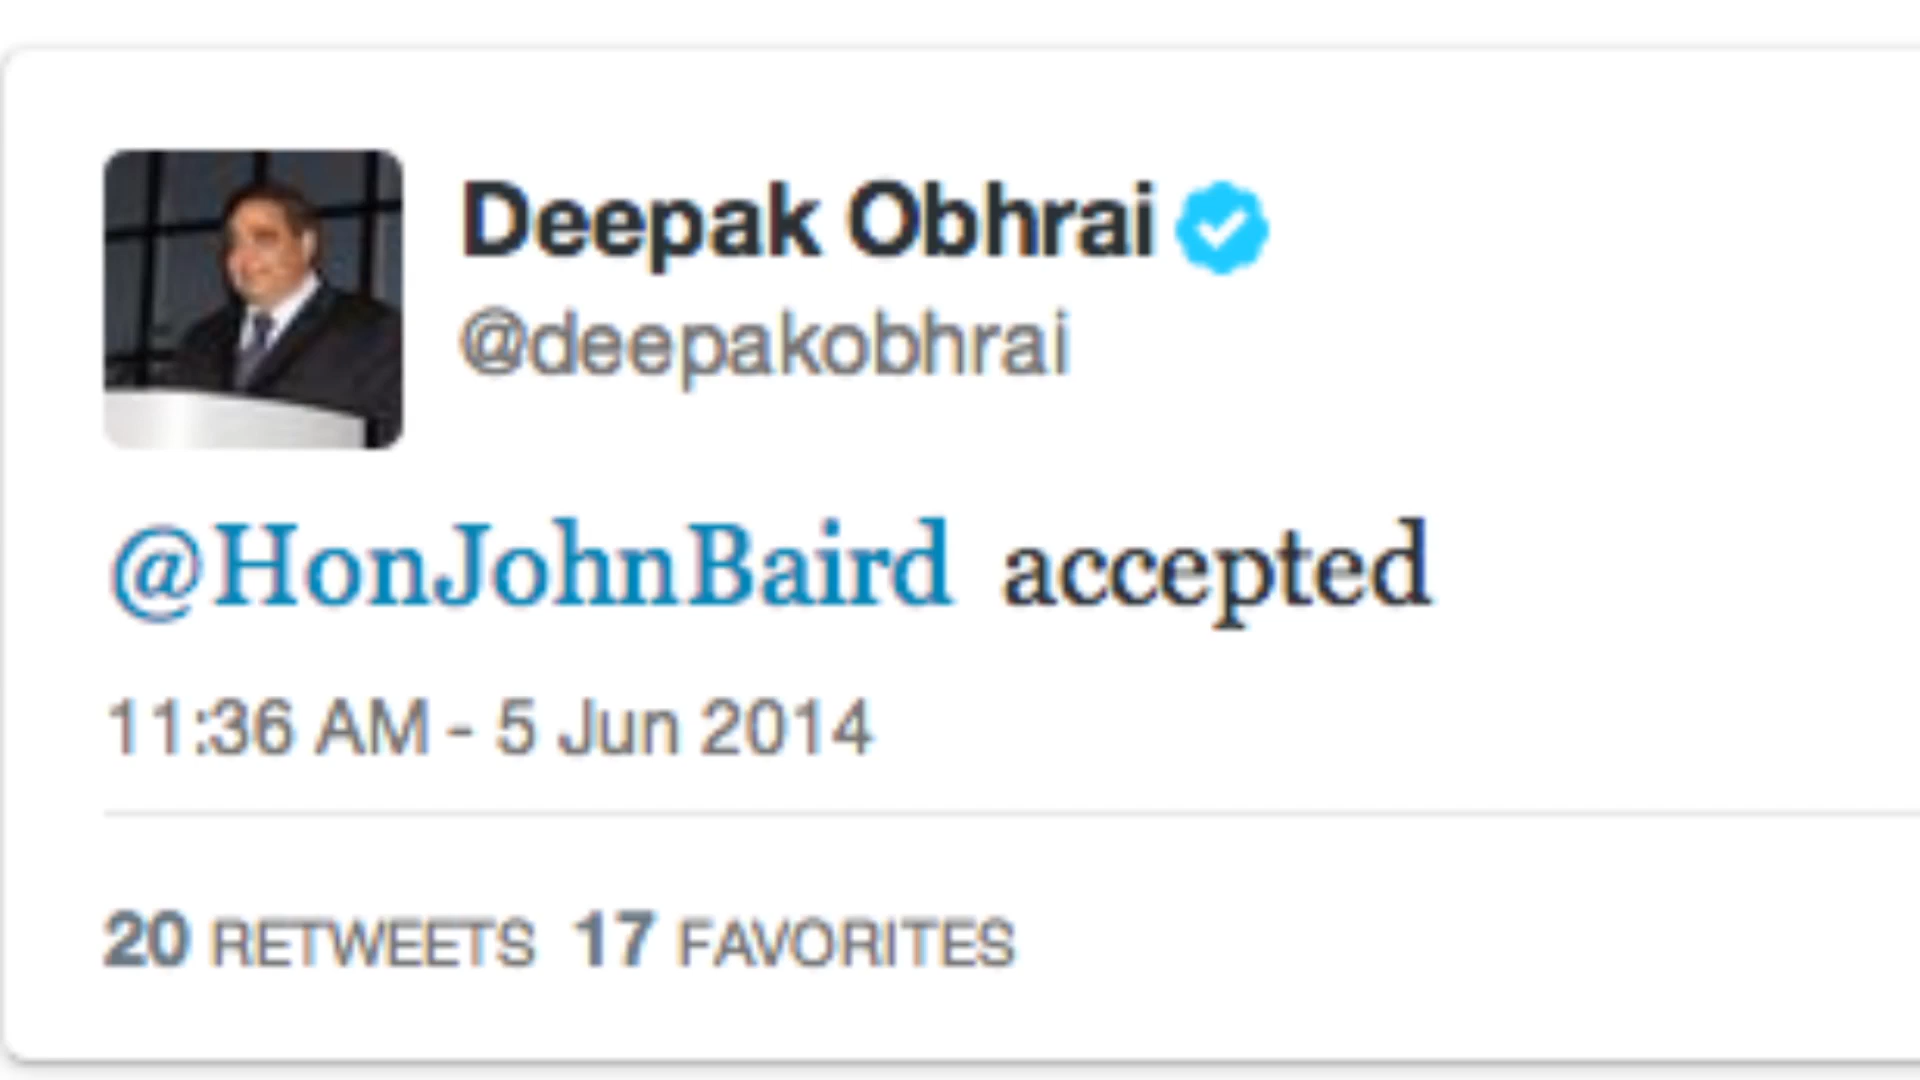 Deepak Obhrai
@deepakobhrai
@HonJohnBaird accepted
11:36 AM - 5 Jun 2014
20 RETWEETS 17 FAVORITES